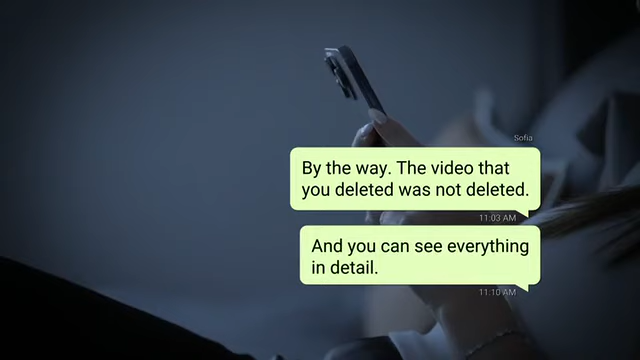 Sofia
By the way. The video that
you deleted was not deleted.
11:03 AM
And you can see everything
in detail.
11:10 AM